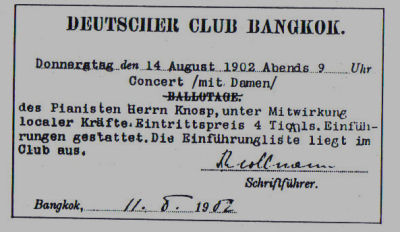 DEUTSCHER CLUB BANGKOK.
Donnerstag den 14 August 1902 Abends 9 Uhr
Concert /mit Damen/
BALLOTAGE.
des Pianisten Herrn Knosp, unter Mitwirkung
localer Kräfte. Eintrittspreis 4 Ticals. Einfüh-
rungen gestattet. Die Einführungliste liegt im
Club aus.
Schriftführer.
Bangkok, 11. 8. 1902